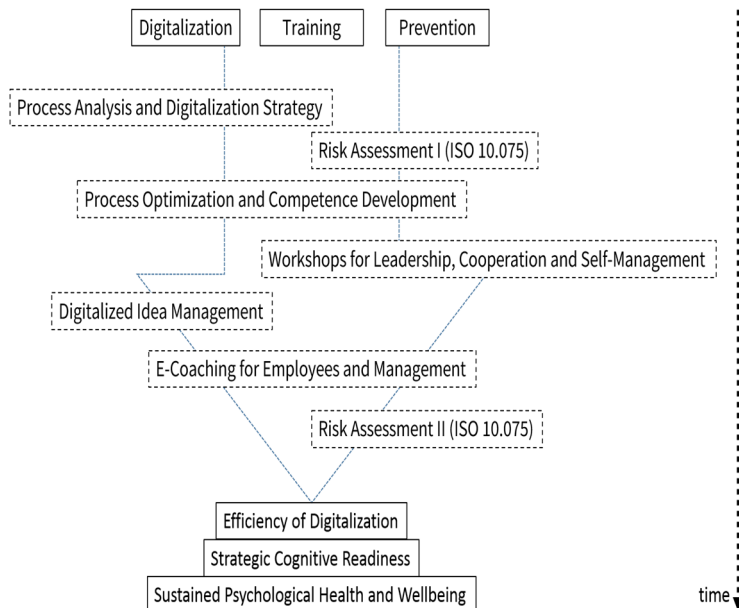 Digitalization
Training
Prevention
Process Analysis and Digitalization Strategy
Risk Assessment I (ISO 10.075)
Process Optimization and Competence Development
Workshops for Leadership, Cooperation and Self-Management
Digitalized Idea Management
E-Coaching for Employees and Management
Risk Assessment II (ISO 10.075)
Efficiency of Digitalization
Strategic Cognitive Readiness
Sustained Psychological Health and Wellbeing
time